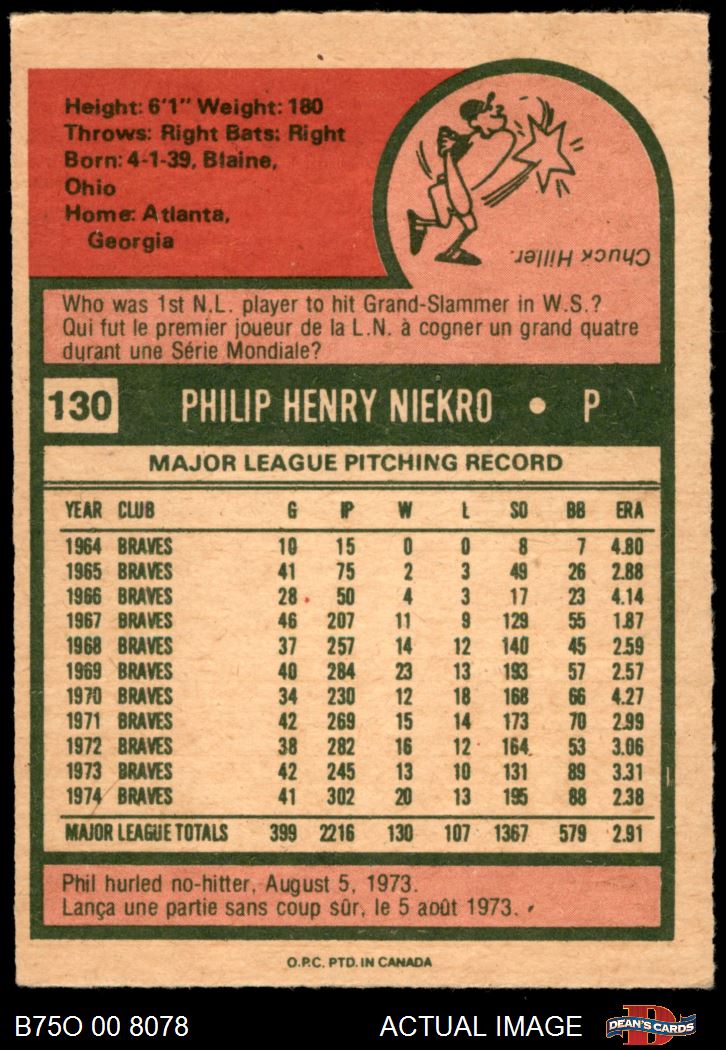 Height: 6'1" Weight: 180
Throws: Right Bats: Right
Born: 4-1-39, Blaine,
Ohio
Home: Atlanta,
Georgia
Chuck Hiller.
Who was 1st N.L. player to hit Grand-Slammer in W.S.?
Qui fut le premier joueur de la L.N. à cogner un grand quatre
durant une Série Mondiale?
130 PHILIP HENRY NIEKRO • P
MAJOR LEAGUE PITCHING RECORD
YEAR CLUB G IP W L SO BB ERA
1964 BRAVES 10 15 0 0 8 7 4.80
1965 BRAVES 41 75 2 3 49 26 2.88
1966 BRAVES 28 50 4 3 17 23 4.14
1967 BRAVES 46 207 11 9 129 55 1.87
1968 BRAVES 37 257 14 12 140 45 2.59
1969 BRAVES 40 284 23 13 193 57 2.57
1970 BRAVES 34 230 12 18 168 66 4.27
1971 BRAVES 42 269 15 14 173 70 2.99
1972 BRAVES 38 282 16 12 164 53 3.06
1973 BRAVES 42 245 13 10 131 89 3.31
1974 BRAVES 41 302 20 13 195 88 2.38
MAJOR LEAGUE TOTALS 399 2216 130 107 1367 579 2.91
Phil hurled no-hitter, August 5, 1973.
Lança une partie sans coup sûr, le 5 août 1973.
O.P.C. PTD. IN CANADA
B75O 00 8078 ACTUAL IMAGE DEAN'S CARDS